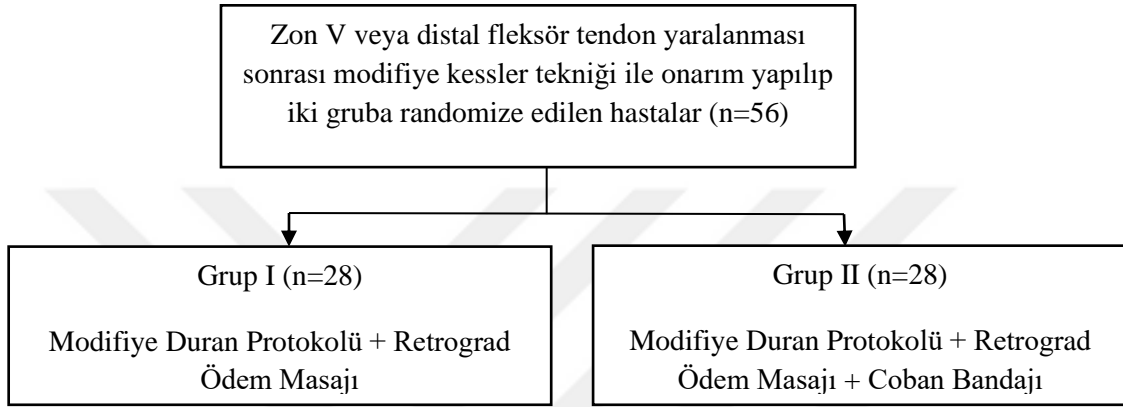 Zon V veya distal fleksör tendon yaralanması
sonrası modifiye kessler tekniği ile onarım yapılıp
iki gruba randomize edilen hastalar (n=56)
Grup I (n=28)
Modifiye Duran Protokolü + Retrograd
Ödem Masajı
Grup II (n=28)
Modifiye Duran Protokolü + Retrograd
Ödem Masajı + Coban Bandajı